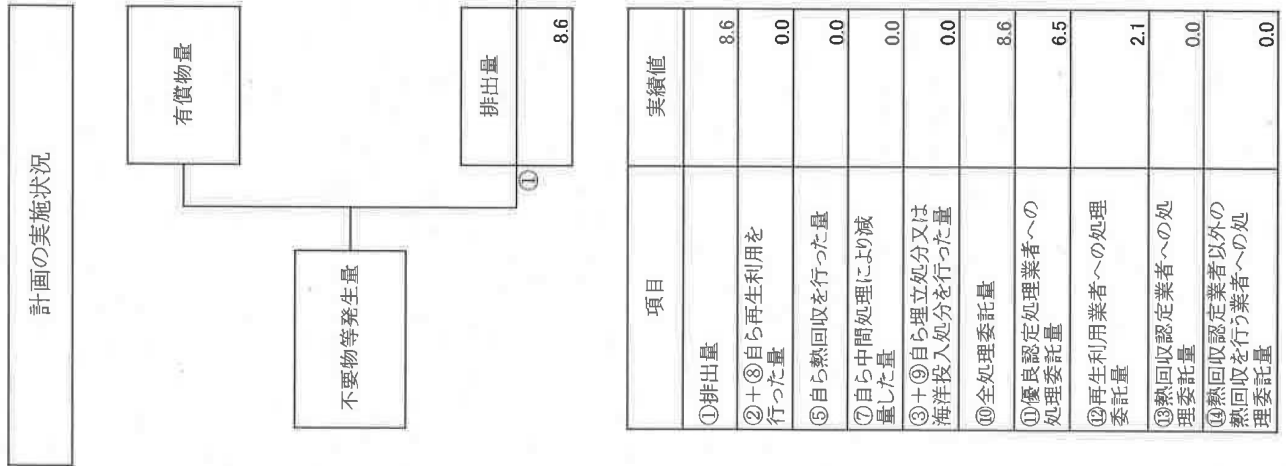 計画の実施状況
有償物量
不要物等発生量
排出量
①
8.6
項目
実績値
①排出量
8.6
②+⑧自ら再生利用を
行った量
0.0
⑤自ら熱回収を行った量
0.0
⑦自ら中間処理により減
量した量
0.0
③+⑨自ら埋立処分又は
海洋投入処分を行った量
0.0
⑩全処理委託量
8.6
⑪優良認定処理業者への
処理委託量
6.5
⑫再生利用業者への処理
委託量
2.1
⑬熱回収認定業者への処
理委託量
0.0
⑭熱回収認定業者以外の
熱回収を行う業者への処
理委託量
0.0